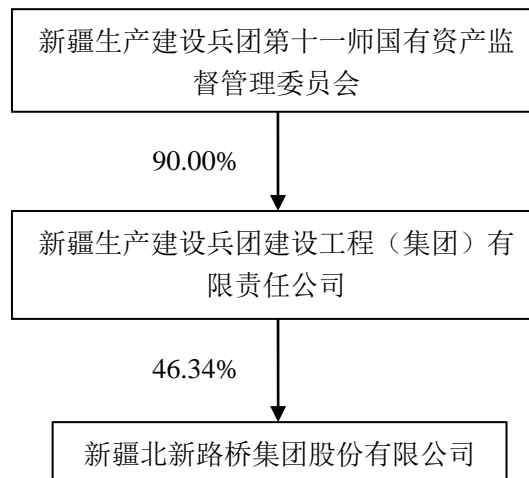 新疆生产建设兵团第十一师国有资产监
督管理委员会
90.00%
新疆生产建设兵团建设工程（集团）有
限责任公司
46.34%
新疆北新路桥集团股份有限公司